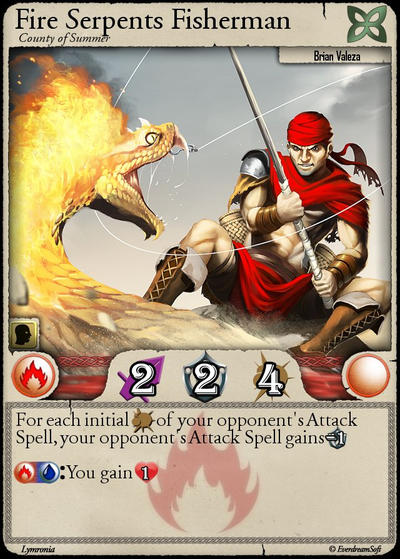 Fire Serpents Fisherman
County of Summer
Brian Valeza
2 2 4
For each initial of your opponent's Attack
Spell, your opponent's Attack Spell gains -1
:You gain 1
Lymronia
© EverdreamSoft